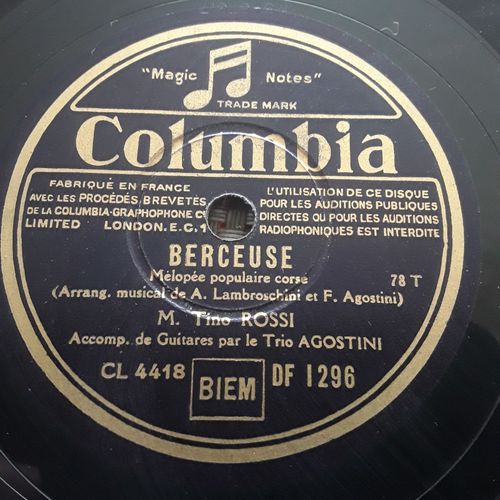 "Magic Notes"
TRADE MARK
Columbia
FABRIQUÉ EN FRANCE
AVEC LES PROCÉDÉS BREVETÉS
DE LA COLUMBIA-GRAPHOPHONE Cº
LIMITED LONDON.E.C.1
L'UTILISATION DE CE DISQUE
POUR LES AUDITIONS PUBLIQUES
DIRECTES OU POUR LES AUDITIONS
RADIOPHONIQUES EST INTERDITE
BERCEUSE
Mélopée populaire corse 78 T
(Arrang. musical de A. Lambroschini et F. Agostini)
M. Tino ROSSI
Accomp. de Guitares par le Trio AGOSTINI
CL 4418 BIEM DF 1296